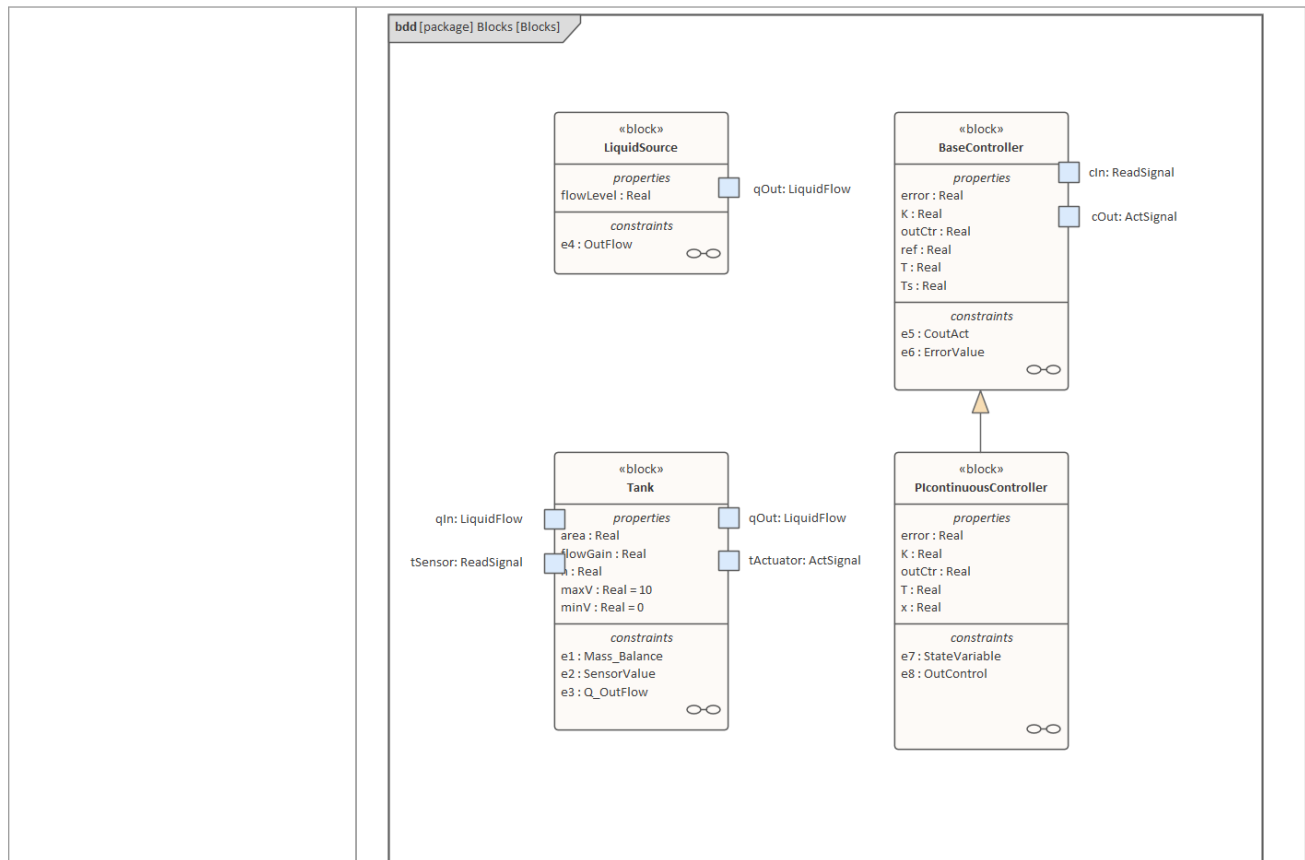 bdd [package] Blocks [Blocks]
«block»
LiquidSource
properties
flowLevel : Real
constraints
e4 : OutFlow
qOut: LiquidFlow
«block»
BaseController
properties
error : Real
K : Real
outCtr : Real
ref : Real
T : Real
Ts : Real
constraints
e5 : CoutAct
e6 : ErrorValue
cIn: ReadSignal
cOut: ActSignal
«block»
Tank
properties
area : Real
flowGain : Real
: Real
maxV : Real = 10
minV : Real = 0
constraints
e1 : Mass_Balance
e2 : SensorValue
e3 : Q_OutFlow
qIn: LiquidFlow
tSensor: ReadSignal
qOut: LiquidFlow
tActuator: ActSignal
«block»
PIcontinuousController
properties
error : Real
K : Real
outCtr : Real
T : Real
x : Real
constraints
e7 : StateVariable
e8 : OutControl